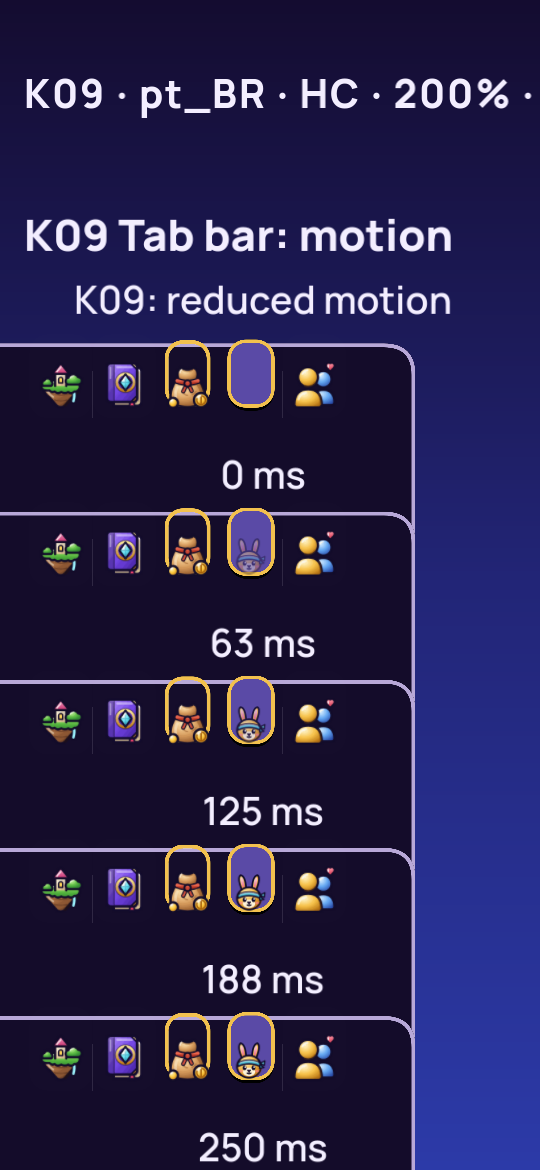 K09 · pt_BR · HC · 200% ·
K09 Tab bar: motion
K09: reduced motion
0 ms
63 ms
125 ms
188 ms
250 ms